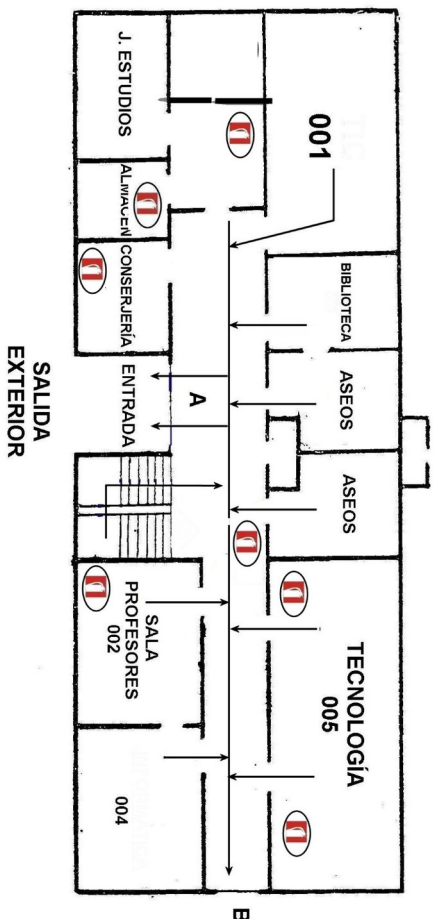 J. ESTUDIOS
001
ALMACEN
CONSERJERÍA
BIBLIOTECA
ENTRADA
A
ASEOS
ASEOS
SALIDA
EXTERIOR
SALA
PROFESORES
002
TECNOLOGÍA
005
004
B